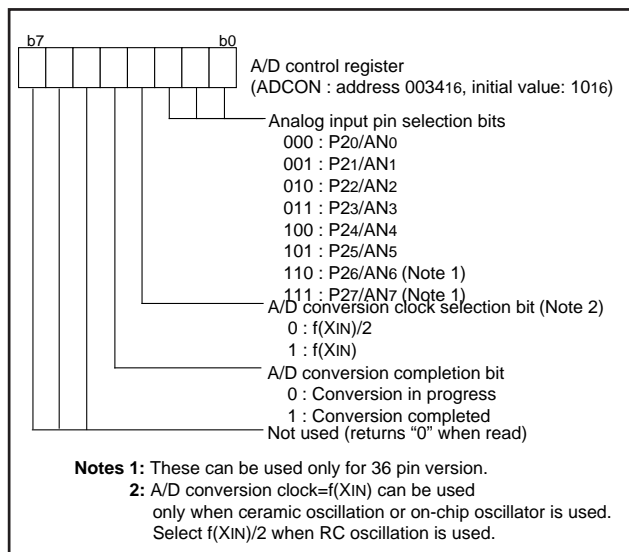 b7 b0
A/D control register
(ADCON : address 003416, initial value: 1016)
Analog input pin selection bits
000 : P20/AN0
001 : P21/AN1
010 : P22/AN2
011 : P23/AN3
100 : P24/AN4
101 : P25/AN5
110 : P26/AN6 (Note 1)
111 : P27/AN7 (Note 1)
A/D conversion clock selection bit (Note 2)
0 : f(XIN)/2
1 : f(XIN)
A/D conversion completion bit
0 : Conversion in progress
1 : Conversion completed
Not used (returns “0” when read)
Notes 1: These can be used only for 36 pin version.
2: A/D conversion clock=f(XIN) can be used
only when ceramic oscillation or on-chip oscillator is used.
Select f(XIN)/2 when RC oscillation is used.